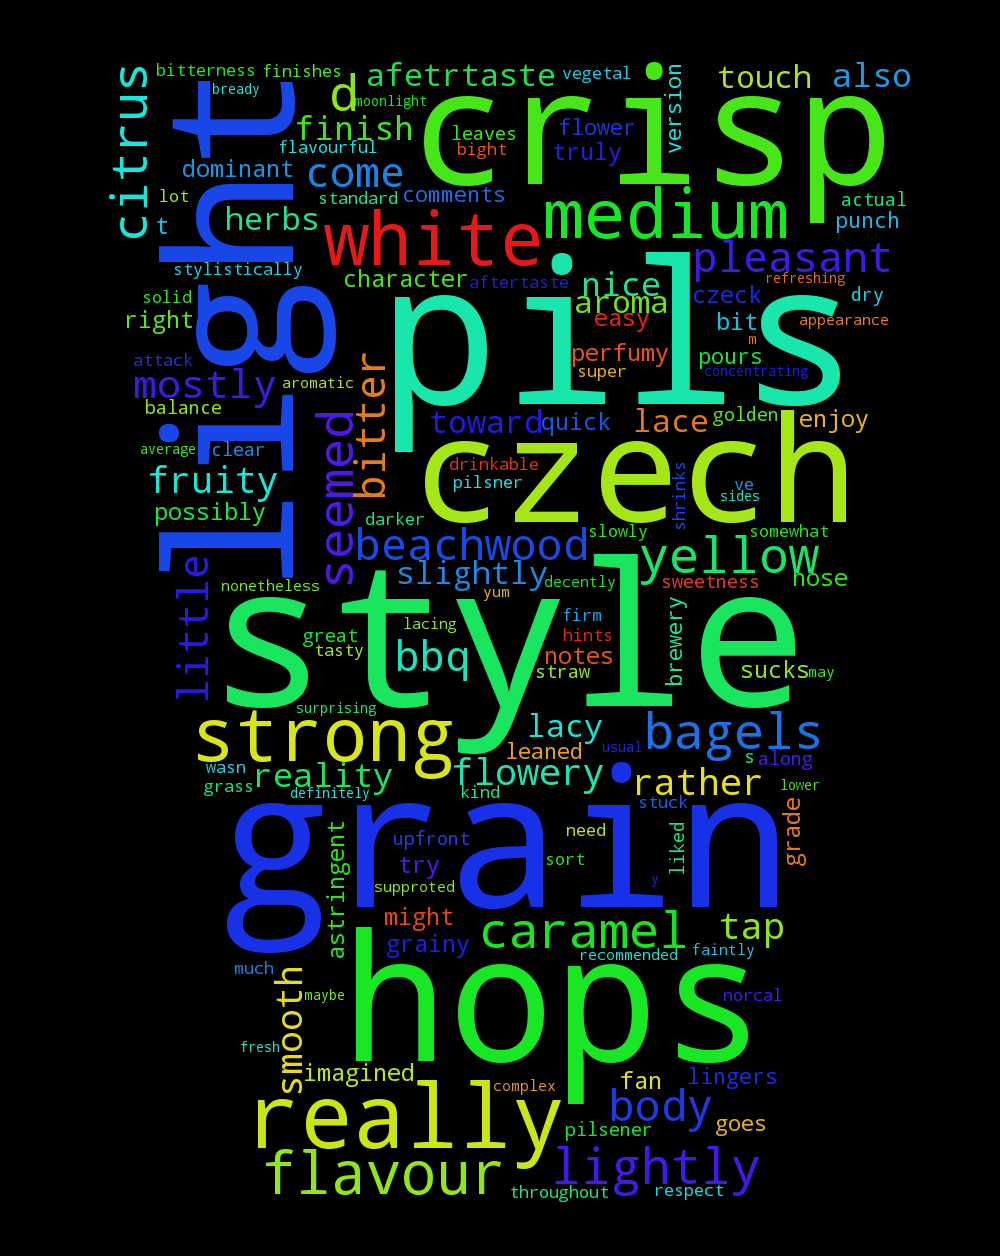 bitterness finishes afetrtaste vegetal touch also
citrus light bready d moonlight crisp version
finish leaves flower
flavourful bight truly
dominant come
lot standard comments medium actual
t herbs white punch
stylistically character aftertaste nice pleasant refreshing
solid pils aroma czeck dry
right easy bit appearance
attack perfumy pours m
mostly aromatic super concentrating
balance seemed bitter toward quick lace golden enjoy
average clear czech
fruity drinkable pilsner shrinks ve sides
possibly darker slowly somewhat
beachwood yellow
little nonetheless slightly decently sweetness nose
style yum
lacing firm brewery
great tasty bbq hints
notes straw sucks may
surprising
strong lacy bagels
wasn leaned usual s along
grass reality flowery rather lower
definitely kind stuck grade
grain
astringent upfront need liked
try sort
supproted y
might caramel tap
grainy recommended faintly
much smooth hops
maybe norcal
fresh
imagined complex fan lingers
really body goes
pilsener
flavour lightly
throughout respect